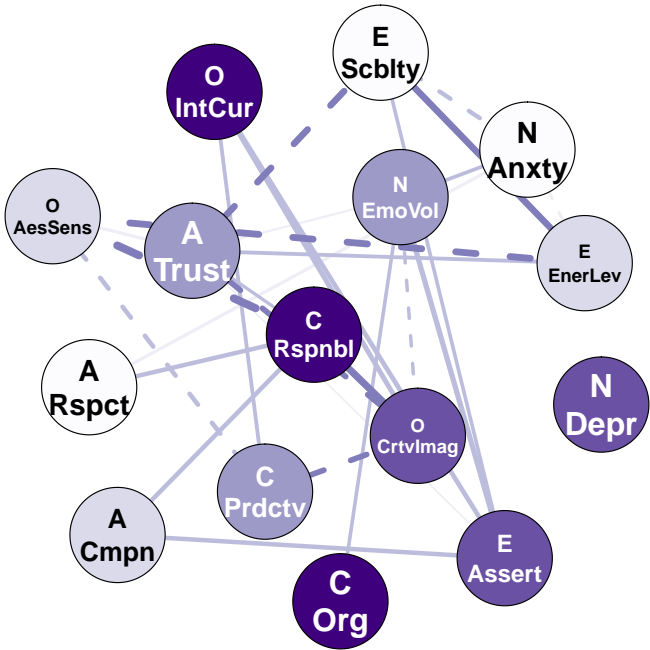 E
Scblty
O
IntCur
N
Anxty
N
EmoVol
O
AesSens
A
Trust
E
EnerLev
C
Rspnbl
A
Rspct
N
Depr
O
CrtvImag
C
Prdctv
A
Cmpn
E
Assert
C
Org